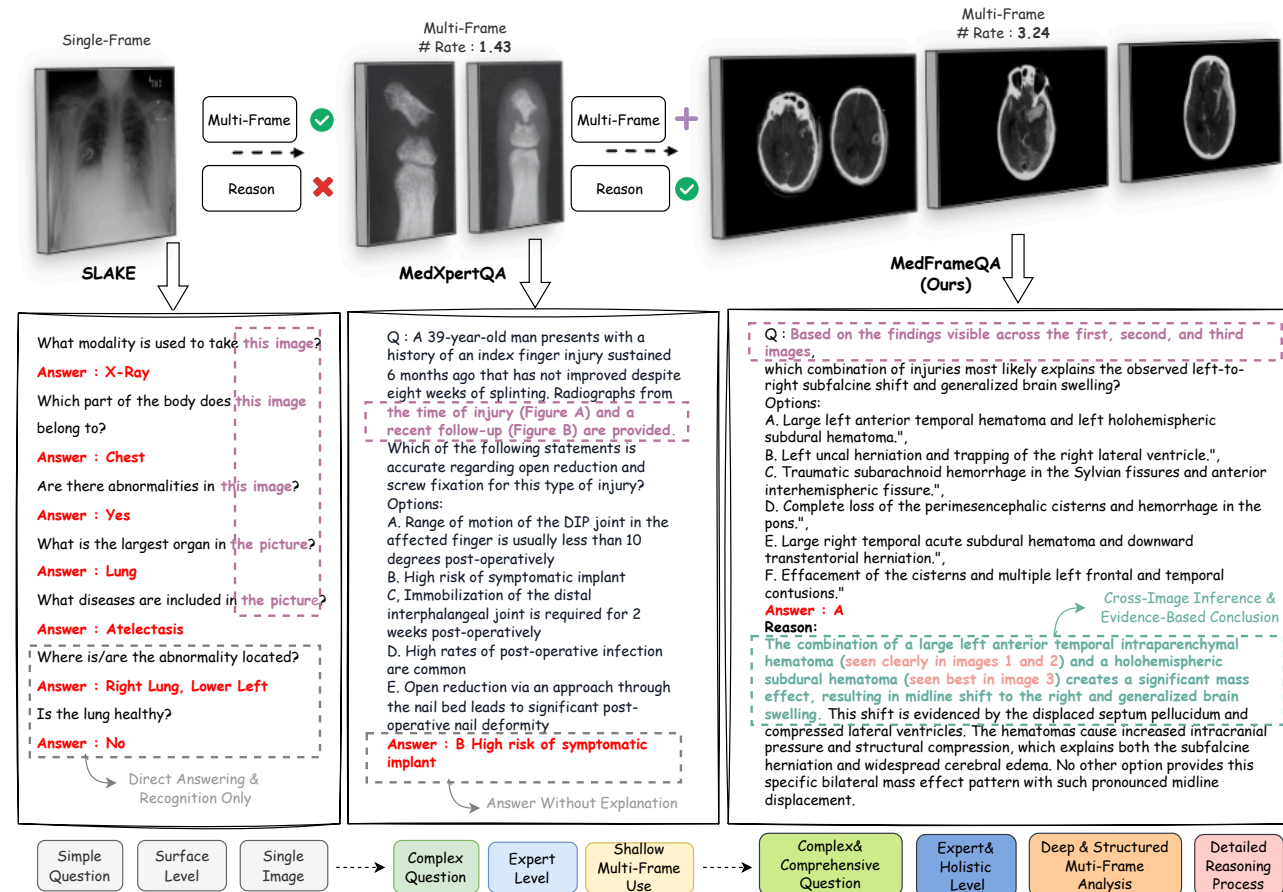 Single-Frame
Multi-Frame
# Rate : 1.43
Multi-Frame
# Rate : 3.24
Multi-Frame
Reason
Multi-Frame
Reason
SLAKE
MedXpertQA
MedFrameQA
(Ours)
What modality is used to take this image?
Answer : X-Ray
Which part of the body does this image
belong to?
Answer : Chest
Are there abnormalities in this image?
Answer : Yes
What is the largest organ in the picture?
Answer : Lung
What diseases are included in the picture?
Answer : Atelectasis
Where is/are the abnormality located?
Answer : Right Lung, Lower Left
Is the lung healthy?
Answer : No
Direct Answering &
Recognition Only
Q : A 39-year-old man presents with a
history of an index finger injury sustained
6 months ago that has not improved despite
eight weeks of splinting. Radiographs from
the time of injury (Figure A) and a
recent follow-up (Figure B) are provided.
Which of the following statements is
accurate regarding open reduction and
screw fixation for this type of injury?
Options:
A. Range of motion of the DIP joint in the
affected finger is usually less than 10
degrees post-operatively
B. High risk of symptomatic implant
C, Immobilization of the distal
interphalangeal joint is required for 2
weeks post-operatively
D. High rates of post-operative infection
are common
E. Open reduction via an approach through
the nail bed leads to significant post-
operative nail deformity
Answer : B High risk of symptomatic
implant
Answer Without Explanation
Q : Based on the findings visible across the first, second, and third
images,
which combination of injuries most likely explains the observed left-to-
right subfalcine shift and generalized brain swelling?
Options:
A. Large left anterior temporal hematoma and left holohemispheric
subdural hematoma.",
B. Left uncal herniation and trapping of the right lateral ventricle.",
C. Traumatic subarachnoid hemorrhage in the Sylvian fissures and anterior
interhemispheric fissure.",
D. Complete loss of the perimesencephalic cisterns and hemorrhage in the
pons.",
E. Large right temporal acute subdural hematoma and downward
transtentorial herniation.",
F. Effacement of the cisterns and multiple left frontal and temporal
contusions."
Answer : A
Reason:
Cross-Image Inference &
Evidence-Based Conclusion
The combination of a large left anterior temporal intraparenchymal
hematoma (seen clearly in images 1 and 2) and a holohemispheric
subdural hematoma (seen best in image 3) creates a significant mass
effect, resulting in midline shift to the right and generalized brain
swelling. This shift is evidenced by the displaced septum pellucidum and
compressed lateral ventricles. The hematomas cause increased intracranial
pressure and structural compression, which explains both the subfalcine
herniation and widespread cerebral edema. No other option provides this
specific bilateral mass effect pattern with such pronounced midline
displacement.
Simple
Question
Surface
Level
Single
Image
Complex
Question
Expert
Level
Shallow
Multi-Frame
Use
Complex&
Comprehensive
Question
Expert&
Holistic
Level
Deep & Structured
Muti-Frame
Analysis
Detailed
Reasoning
Process